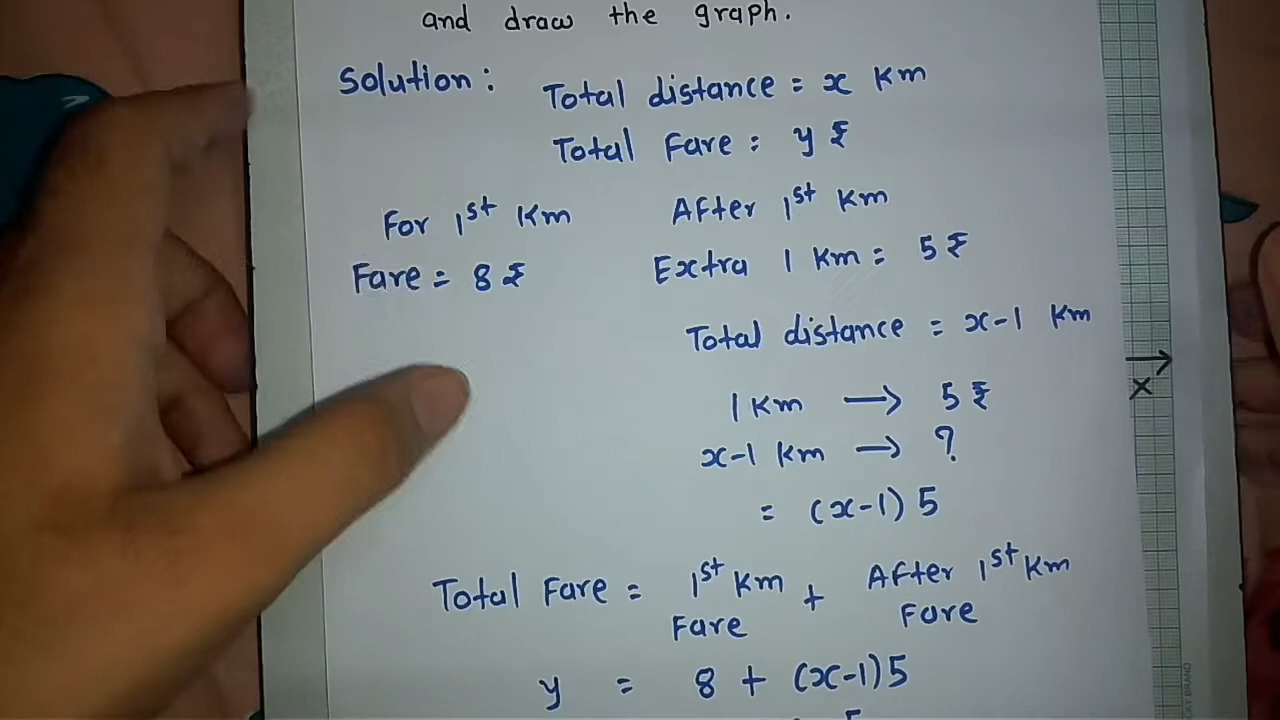 and draw the graph.
Solution : Total distance = x Km
Total Fare = y ₹
For 1st Km
Fare = 8 ₹
After 1st Km
Extra 1 Km = 5 ₹
Total distance = x-1 Km
1 Km → 5 ₹
x-1 Km → ?
= (x-1) 5
Total Fare = 1st Km Fare + After 1st Km Fare
y = 8 + (x-1)5
X